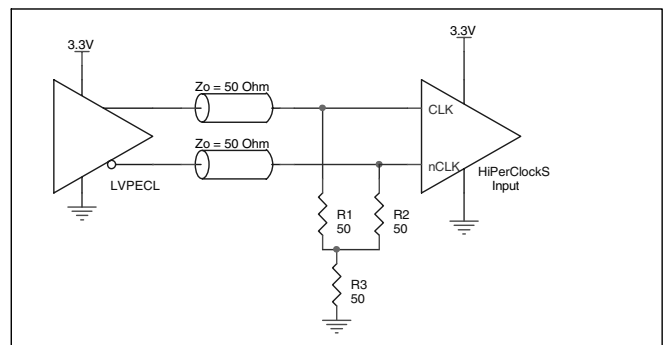 3.3V
3.3V
Zo = 50 Ohm
CLK
Zo = 50 Ohm
nCLK
LVPECL
HiPerClockS
Input
R1
50
R2
50
R3
50